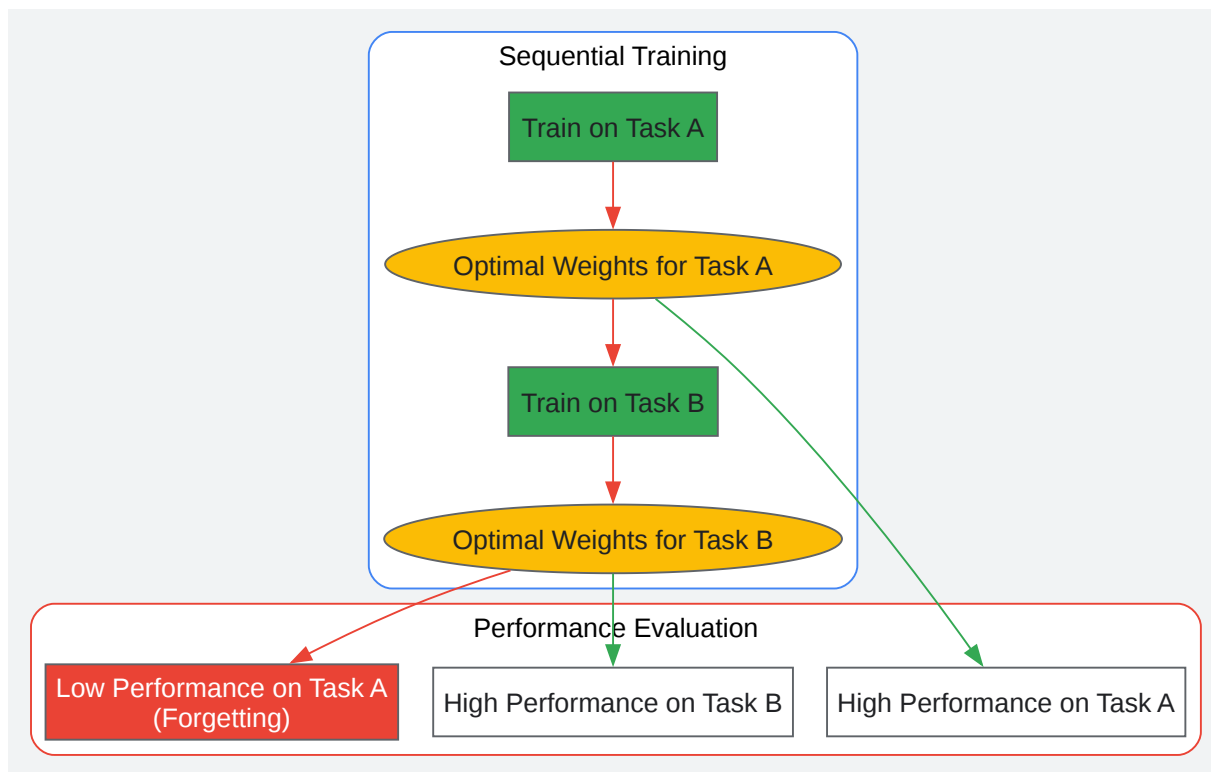 Sequential Training
Train on Task A
Optimal Weights for Task A
Train on Task B
Optimal Weights for Task B
Performance Evaluation
Low Performance on Task A
(Forgetting)
High Performance on Task B
High Performance on Task A